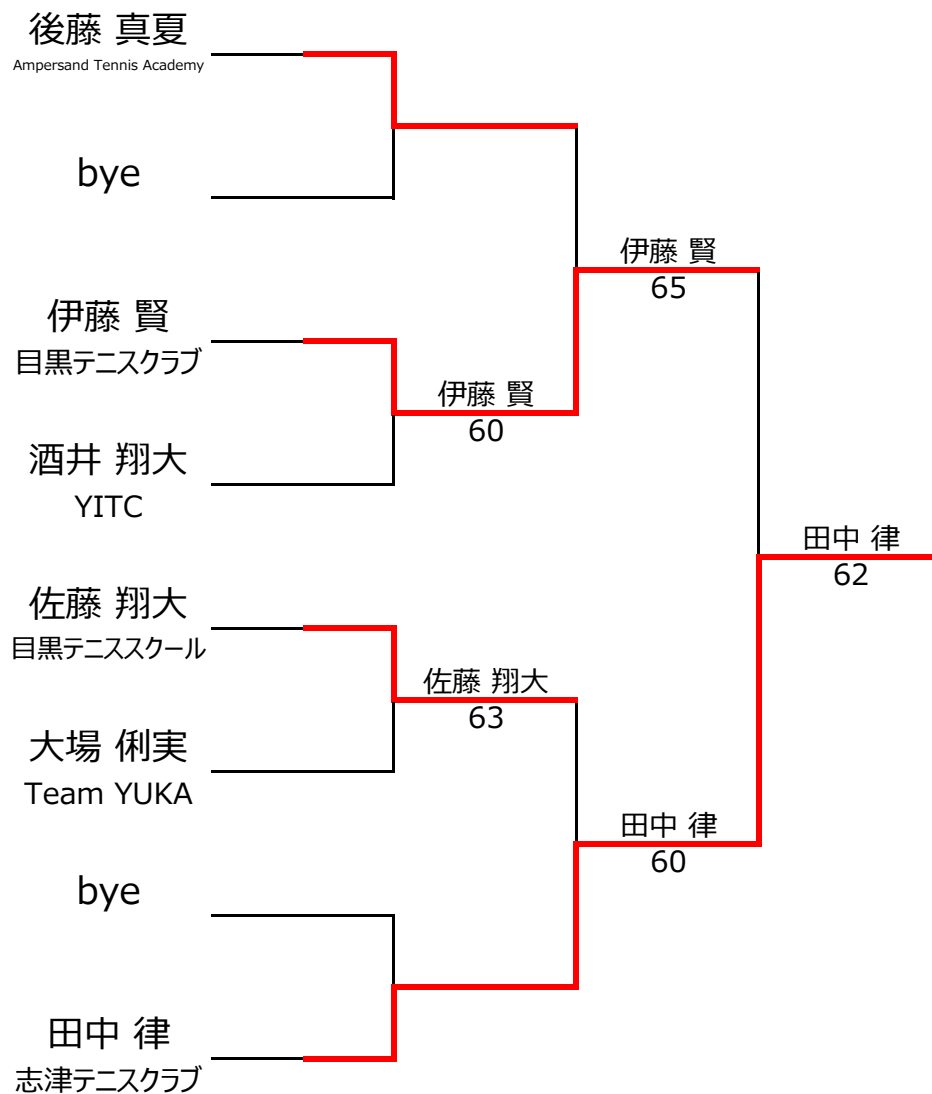 後藤 真夏
Ampersand Tennis Academy
bye
伊藤 賢
65
伊藤 賢
目黒テニスクラブ
伊藤 賢
60
酒井 翔大
YITC
田中 律
62
佐藤 翔大
目黒テニススクール
佐藤 翔大
63
大場 俐実
Team YUKA
田中 律
60
bye
田中 律
志津テニスクラブ